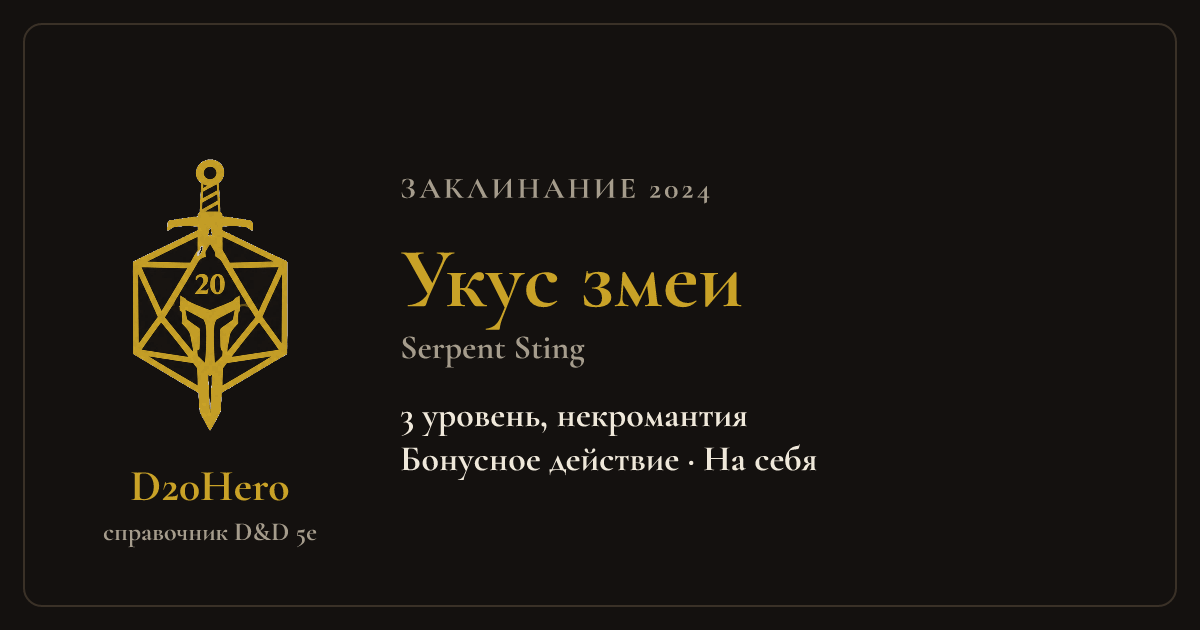 20
D20Hero
справочник D&D 5e
ЗАКЛИНАНИЕ 2024
Укус змеи
Serpent Sting
3 уровень, некромантия
Бонусное действие · На себя